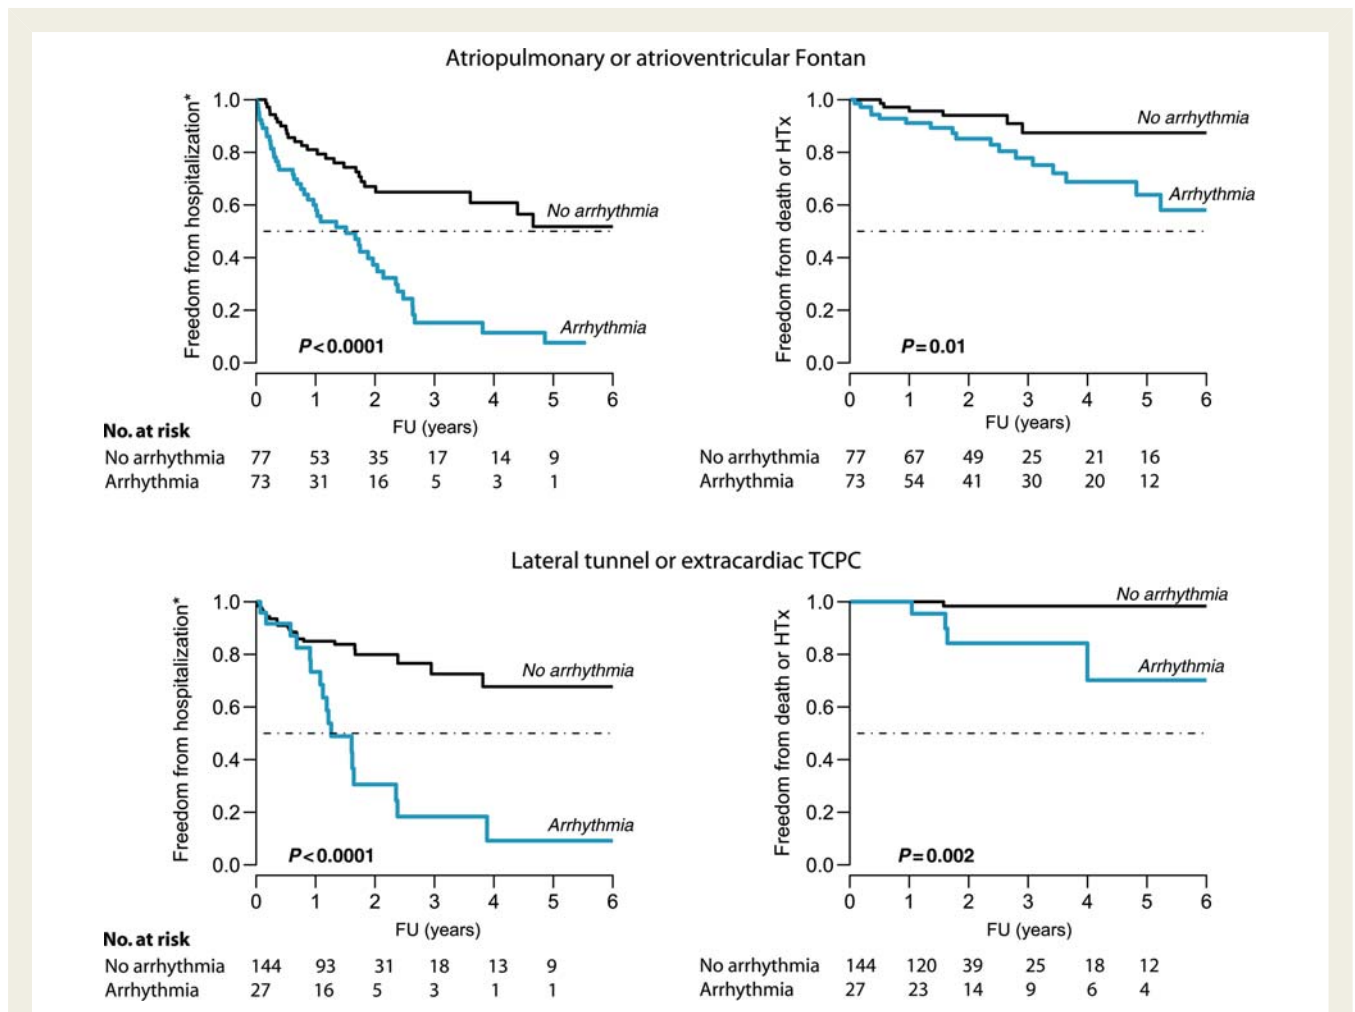 Atriopulmonary or atrioventricular Fontan
Freedom from hospitalization*
1.0
0.8
0.6
0.4
0.2
0.0
No arrhythmia
Arrhythmia
P<0.0001
0 1 2 3 4 5 6
FU (years)
No. at risk
No arrhythmia 77 53 35 17 14 9
Arrhythmia 73 31 16 5 3 1
Freedom from death or HTx
1.0
0.8
0.6
0.4
0.2
0.0
No arrhythmia
Arrhythmia
P=0.01
0 1 2 3 4 5 6
FU (years)
No arrhythmia 77 67 49 25 21 16
Arrhythmia 73 54 41 30 20 12
Lateral tunnel or extracardiac TCPC
Freedom from hospitalization*
1.0
0.8
0.6
0.4
0.2
0.0
No arrhythmia
Arrhythmia
P<0.0001
0 1 2 3 4 5 6
FU (years)
No. at risk
No arrhythmia 144 93 31 18 13 9
Arrhythmia 27 16 5 3 1 1
Freedom from death or HTx
1.0
0.8
0.6
0.4
0.2
0.0
No arrhythmia
Arrhythmia
P=0.002
0 1 2 3 4 5 6
FU (years)
No arrhythmia 144 120 39 25 18 12
Arrhythmia 27 23 14 9 6 4